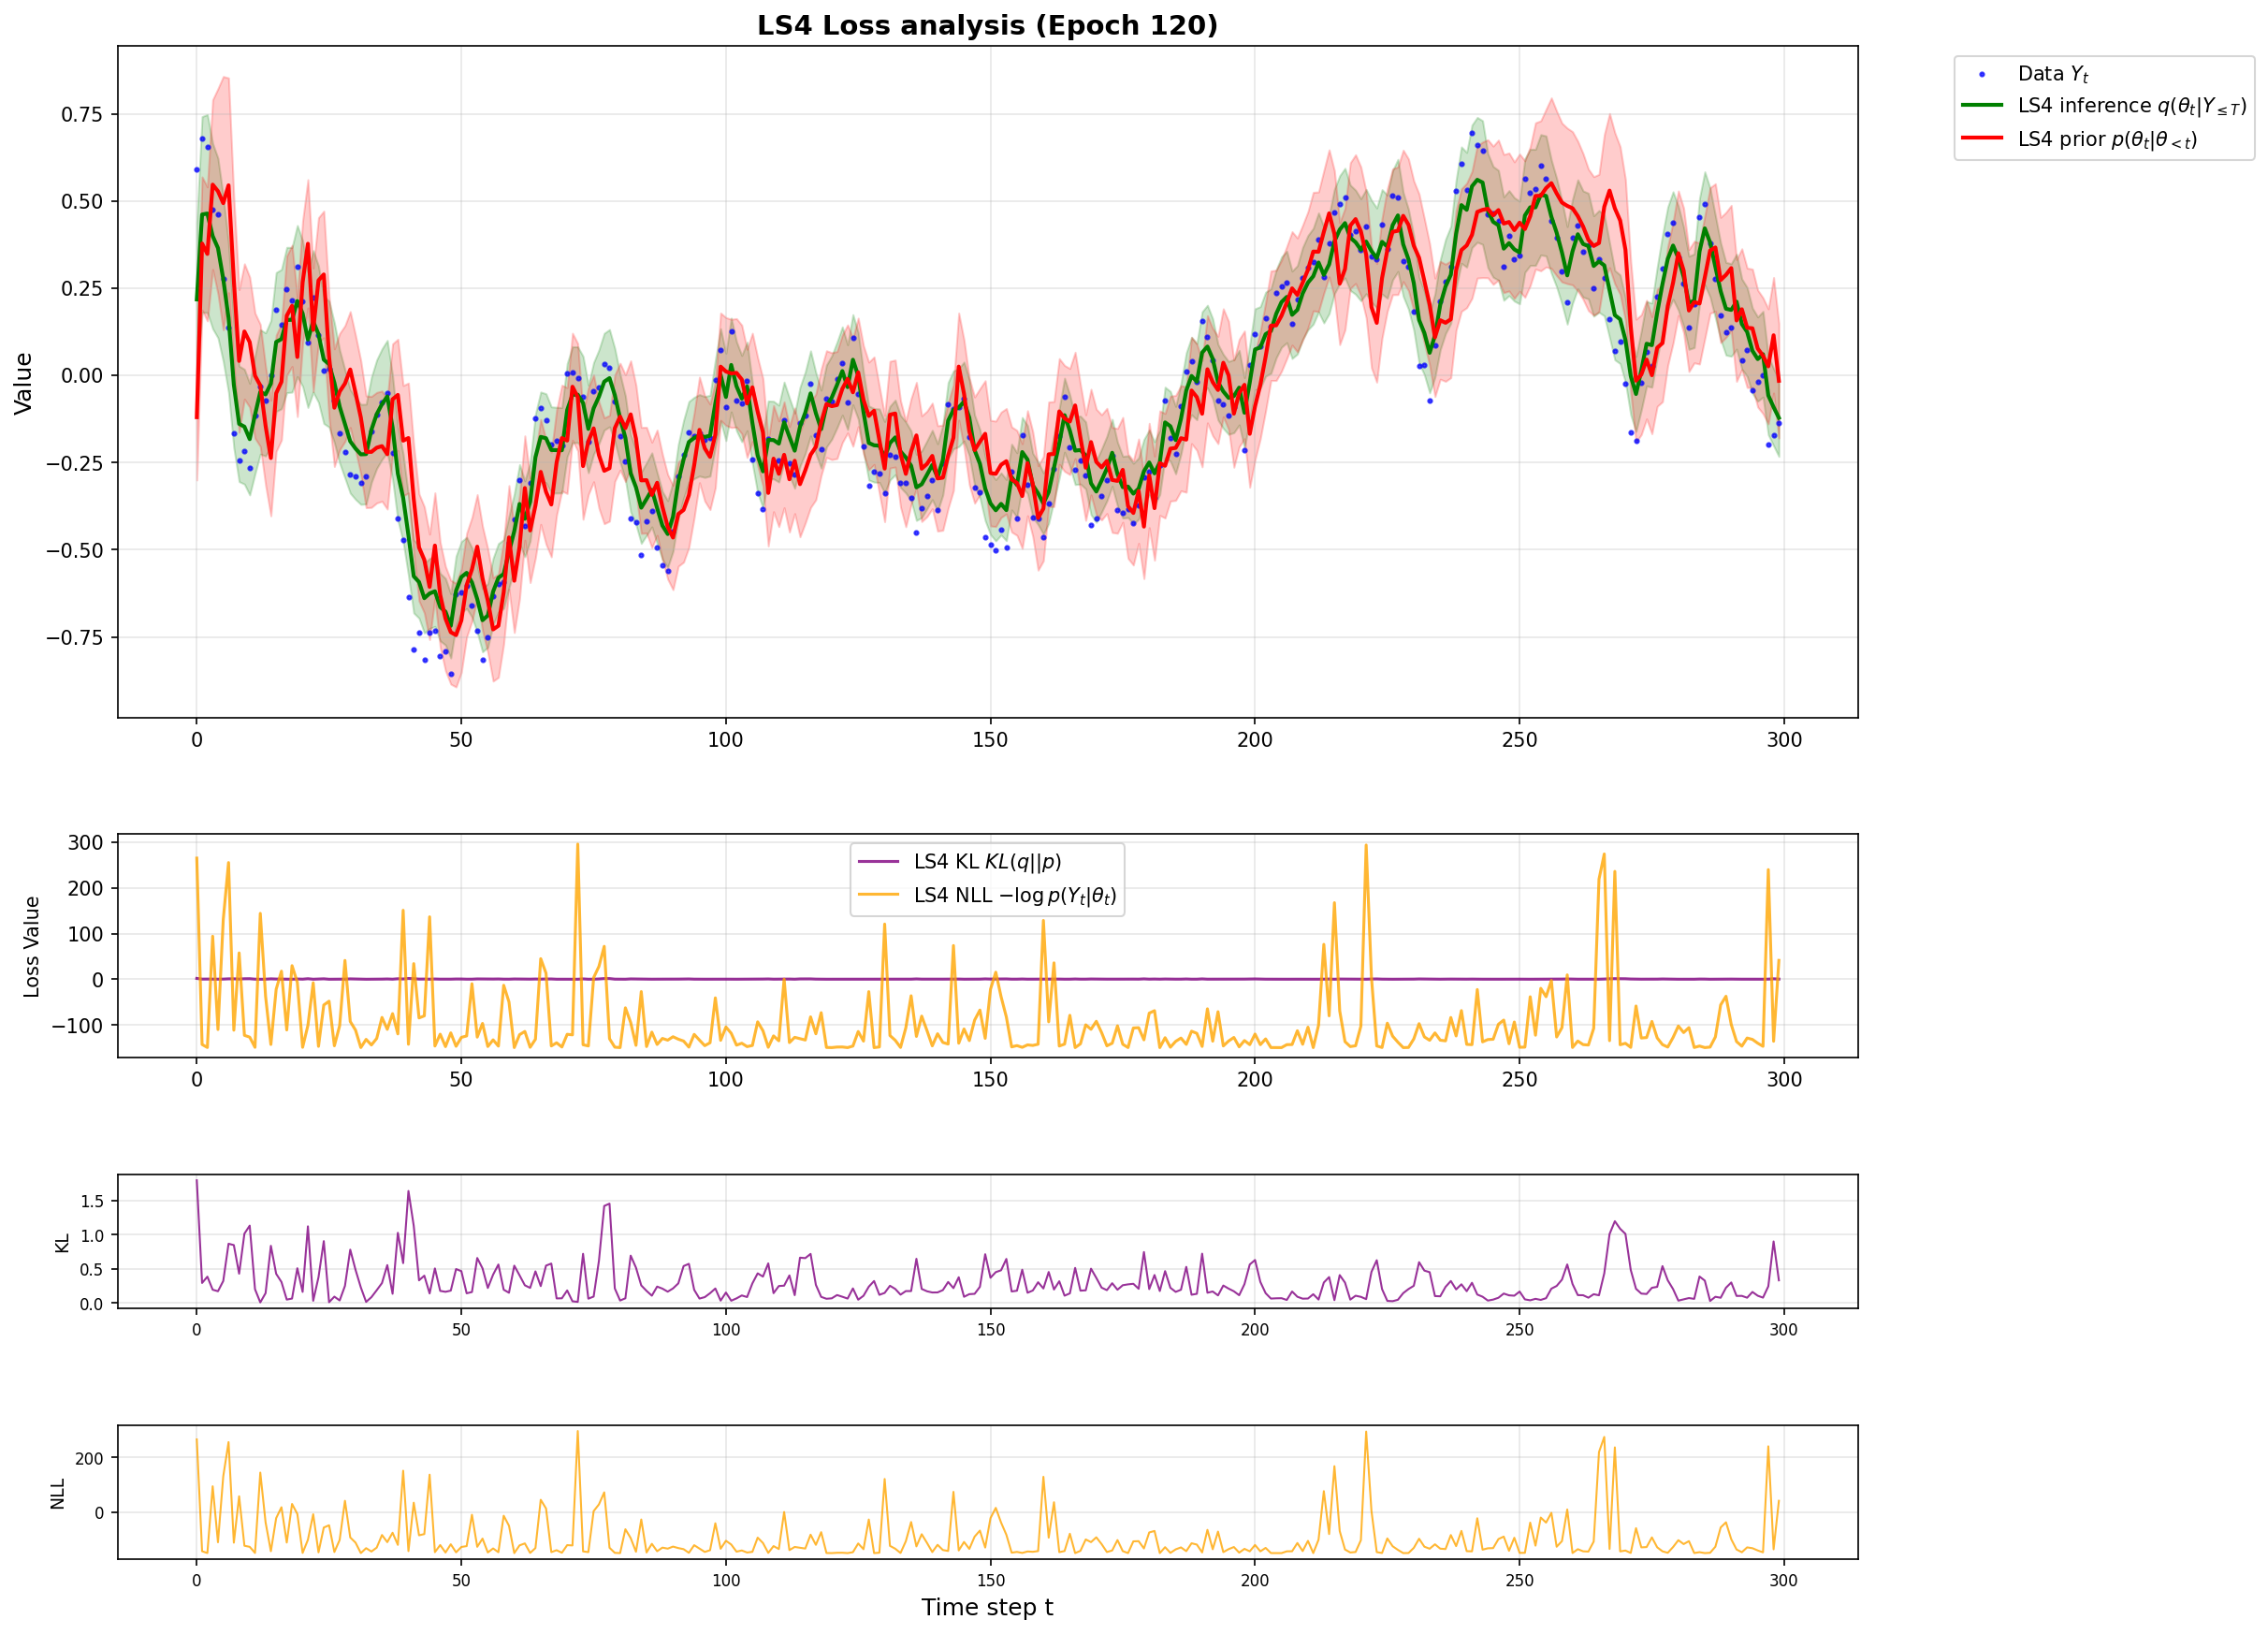 LS4 Loss analysis (Epoch 120)
Data Y_t
LS4 inference q(θ_t|Y_{≤T})
LS4 prior p(θ_t|θ_{<t})
Value
0.75
0.50
0.25
0.00
−0.25
−0.50
−0.75
0 50 100 150 200 250 300
LS4 KL KL(q||p)
LS4 NLL −log p(Y_t|θ_t)
Loss Value
300
200
100
0
−100
0 50 100 150 200 250 300
KL
1.5
1.0
0.5
0.0
0 50 100 150 200 250 300
NLL
200
0
0 50 100 150 200 250 300
Time step t